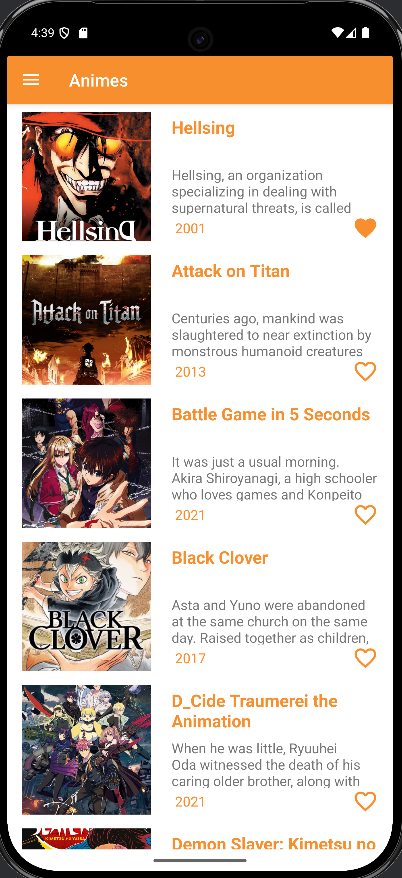 4:39
Animes
Hellsing
Hellsing
Hellsing, an organization
specializing in dealing with
supernatural threats, is called
2001
Attack on Titan
Attack on Titan
Centuries ago, mankind was
slaughtered to near extinction by
monstrous humanoid creatures
2013
Battle Game in 5 Seconds
It was just a usual morning.
Akira Shiroyanagi, a high schooler
who loves games and Konpeito
2021
BLACK
CLOVER
Black Clover
Asta and Yuno were abandoned
at the same church on the same
day. Raised together as children,
2017
D_Cide Traumerei the
Animation
When he was little, Ryuuhei
Oda witnessed the death of his
caring older brother, along with
2021
KIMETSU NO YAIBA
Demon Slayer: Kimetsu no